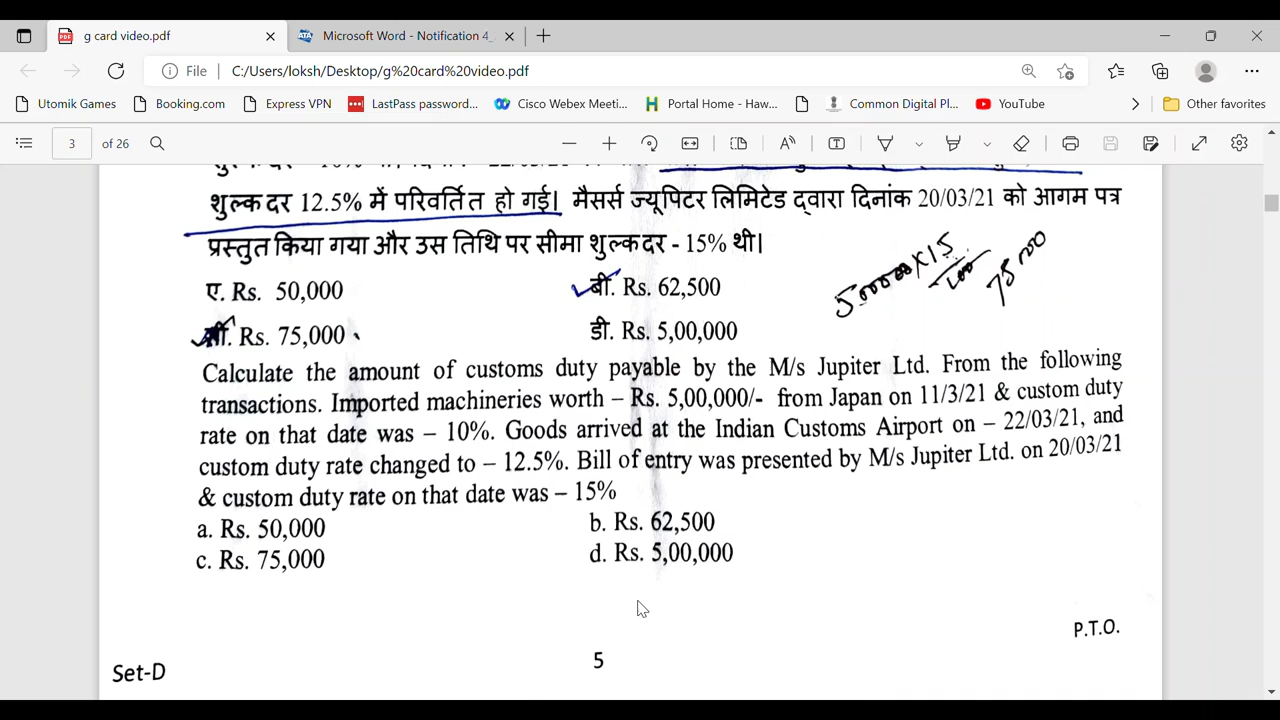 g card video.pdf
Microsoft Word - Notification 4_
File
C:/Users/loksh/Desktop/g%20card%20video.pdf
Utomik Games
Booking.com
Express VPN
LastPass password...
Cisco Webex Meeti...
Portal Home - Haw...
Common Digital Pl...
YouTube
Other favorites
3 of 26
शुल्क दर 12.5% में परिवर्तित हो गई। मैसर्स ज्यूपिटर लिमिटेड द्वारा दिनांक 20/03/21 को आगम पत्र
प्रस्तुत किया गया और उस तिथि पर सीमा शुल्क दर - 15% थी।
500000×15
100
75000
ए. Rs. 50,000
बी. Rs. 62,500
सी. Rs. 75,000
डी. Rs. 5,00,000
Calculate the amount of customs duty payable by the M/s Jupiter Ltd. From the following
transactions. Imported machineries worth – Rs. 5,00,000/- from Japan on 11/3/21 & custom duty
rate on that date was – 10%. Goods arrived at the Indian Customs Airport on – 22/03/21, and
custom duty rate changed to – 12.5%. Bill of entry was presented by M/s Jupiter Ltd. on 20/03/21
& custom duty rate on that date was – 15%
a. Rs. 50,000
b. Rs. 62,500
c. Rs. 75,000
d. Rs. 5,00,000
P.T.O.
Set-D
5